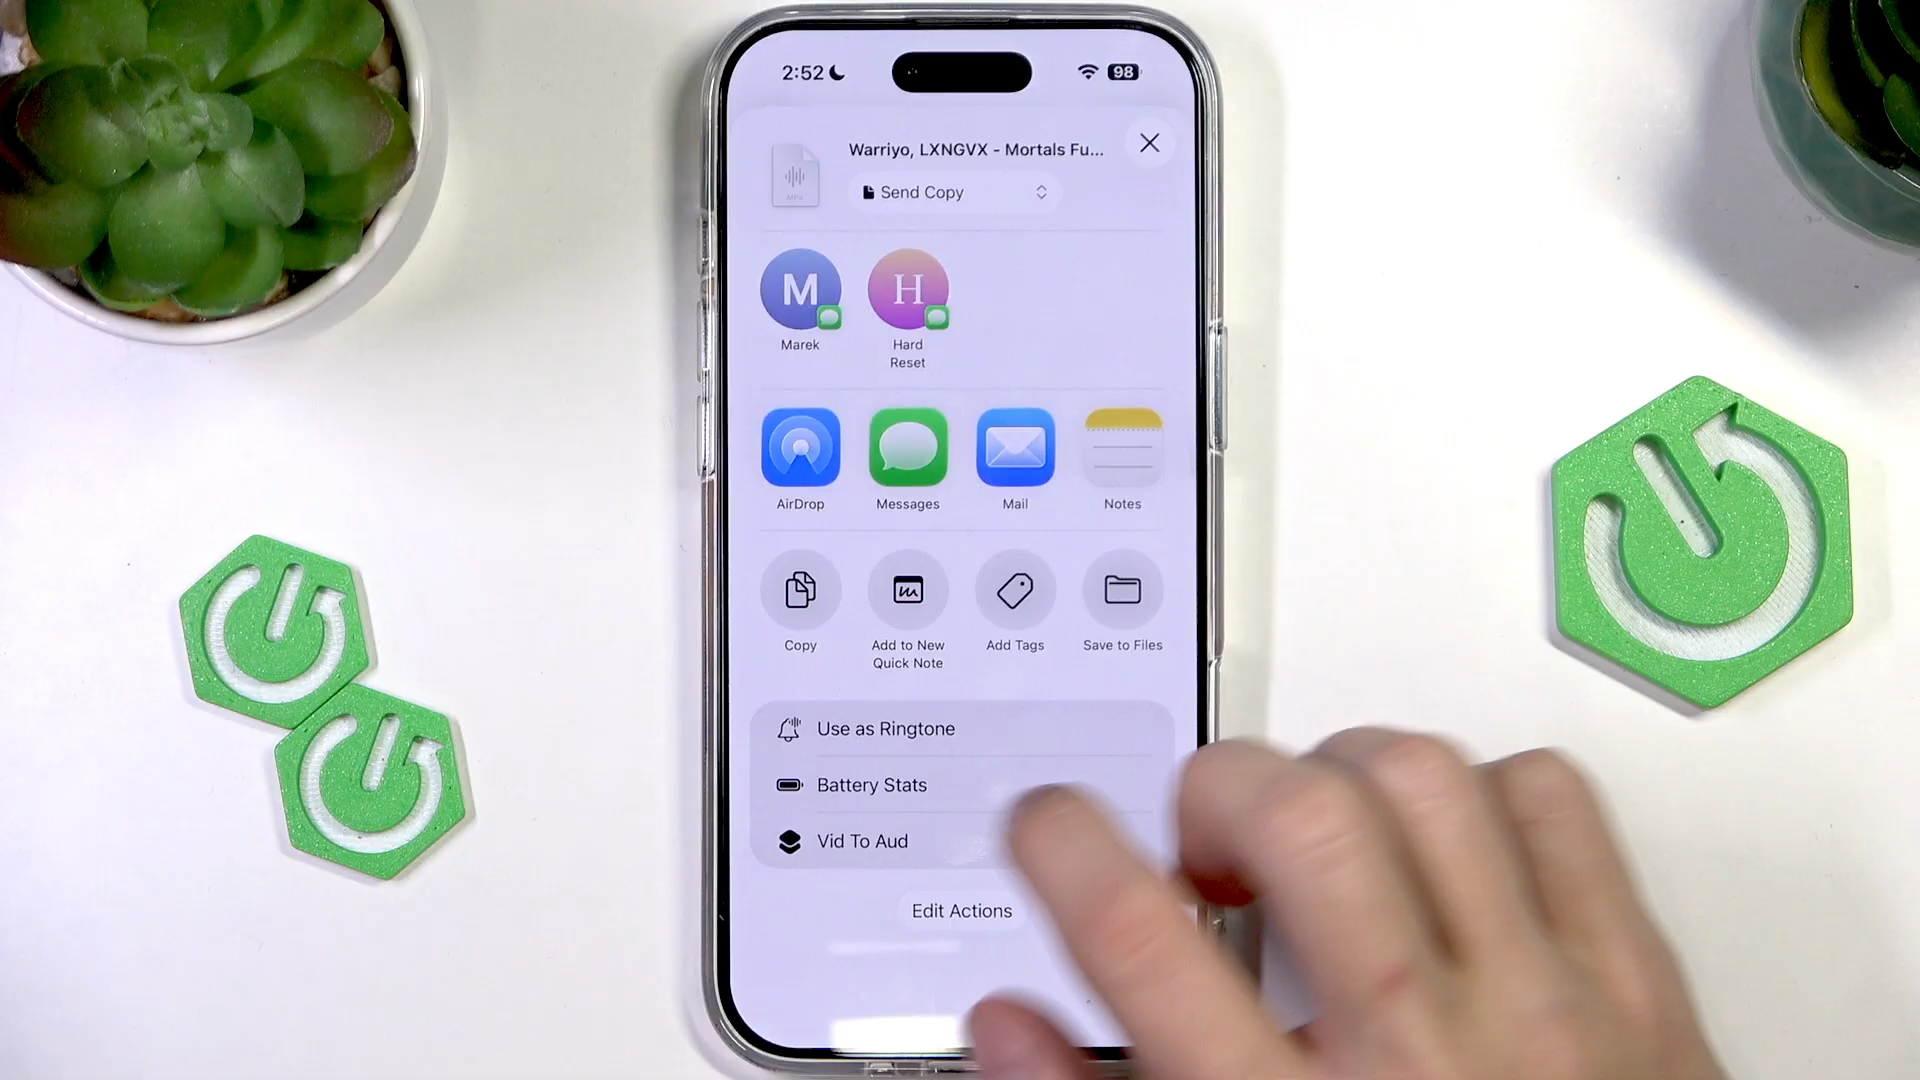 2:52
98
Warriyo, LXNGVX - Mortals Fu...
MP3
Send Copy
M
H
Marek
Hard
Reset
AirDrop
Messages
Mail
Notes
Copy
Add to New
Quick Note
Add Tags
Save to Files
Use as Ringtone
Battery Stats
Vid To Aud
Edit Actions